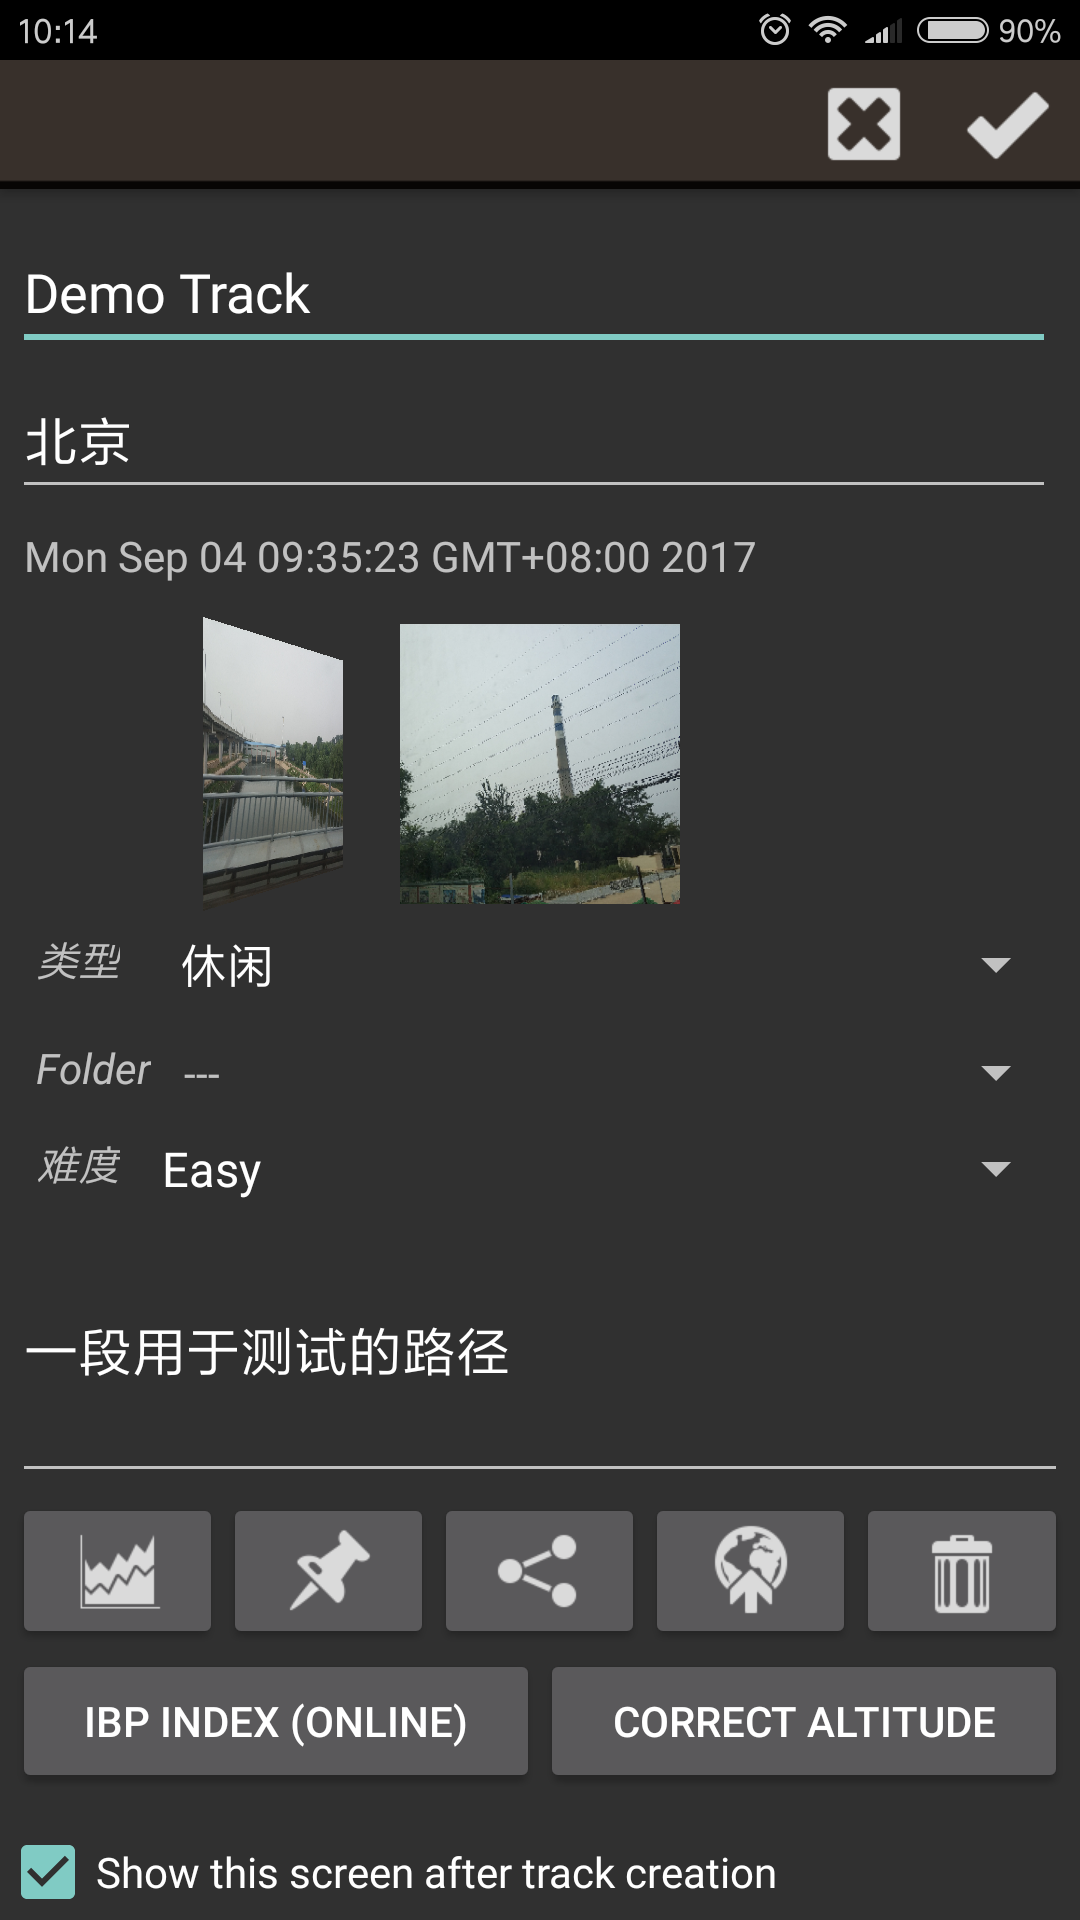 10:14
90%
Demo Track
北京
Mon Sep 04 09:35:23 GMT+08:00 2017
类型 休闲
Folder ---
难度 Easy
一段用于测试的路径
IBP INDEX (ONLINE) CORRECT ALTITUDE
Show this screen after track creation